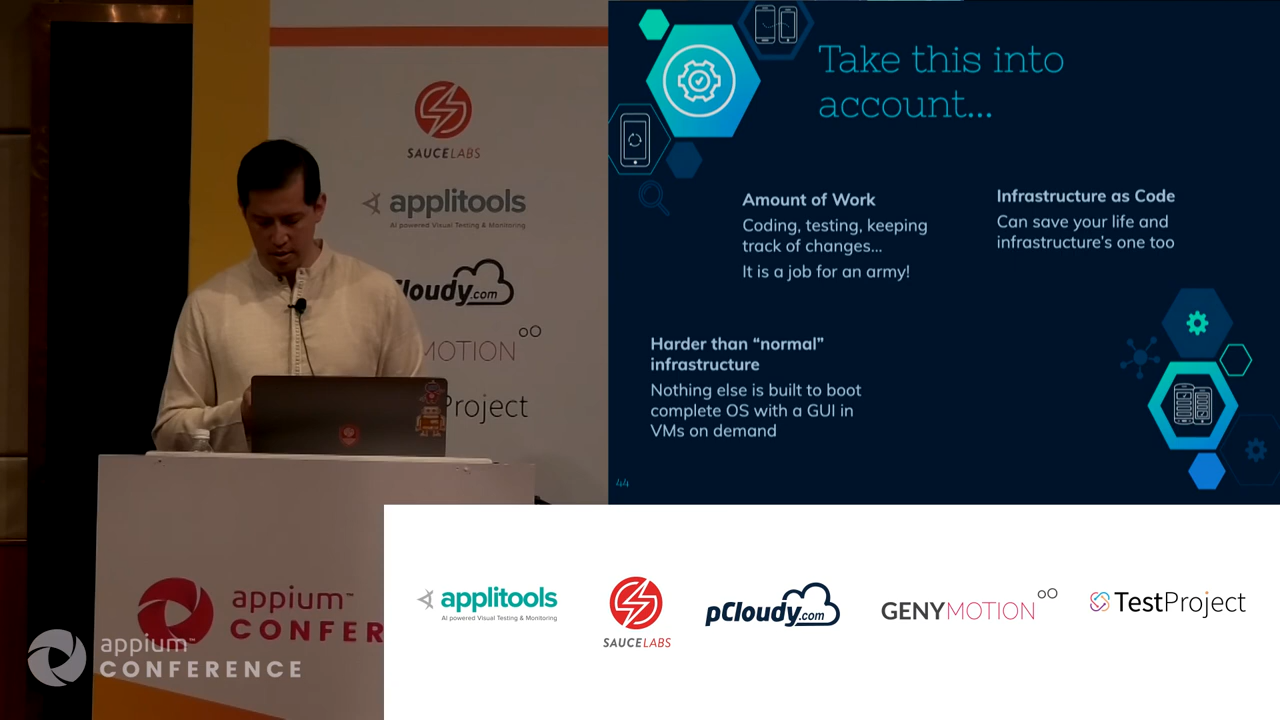 SAUCELABS
applitools
AI powered Visual Testing & Monitoring
Cloudy.com
MOTION
Project
appium™
CONFER
appium™
CONFERENCE
Take this into
account...
Amount of Work
Coding, testing, keeping
track of changes...
It is a job for an army!
Infrastructure as Code
Can save your life and
infrastructure's one too
Harder than “normal”
infrastructure
Nothing else is built to boot
complete OS with a GUI in
VMs on demand
44
applitools
AI powered Visual Testing & Monitoring
SAUCELABS
pCloudy.com
GENYMOTION
TestProject